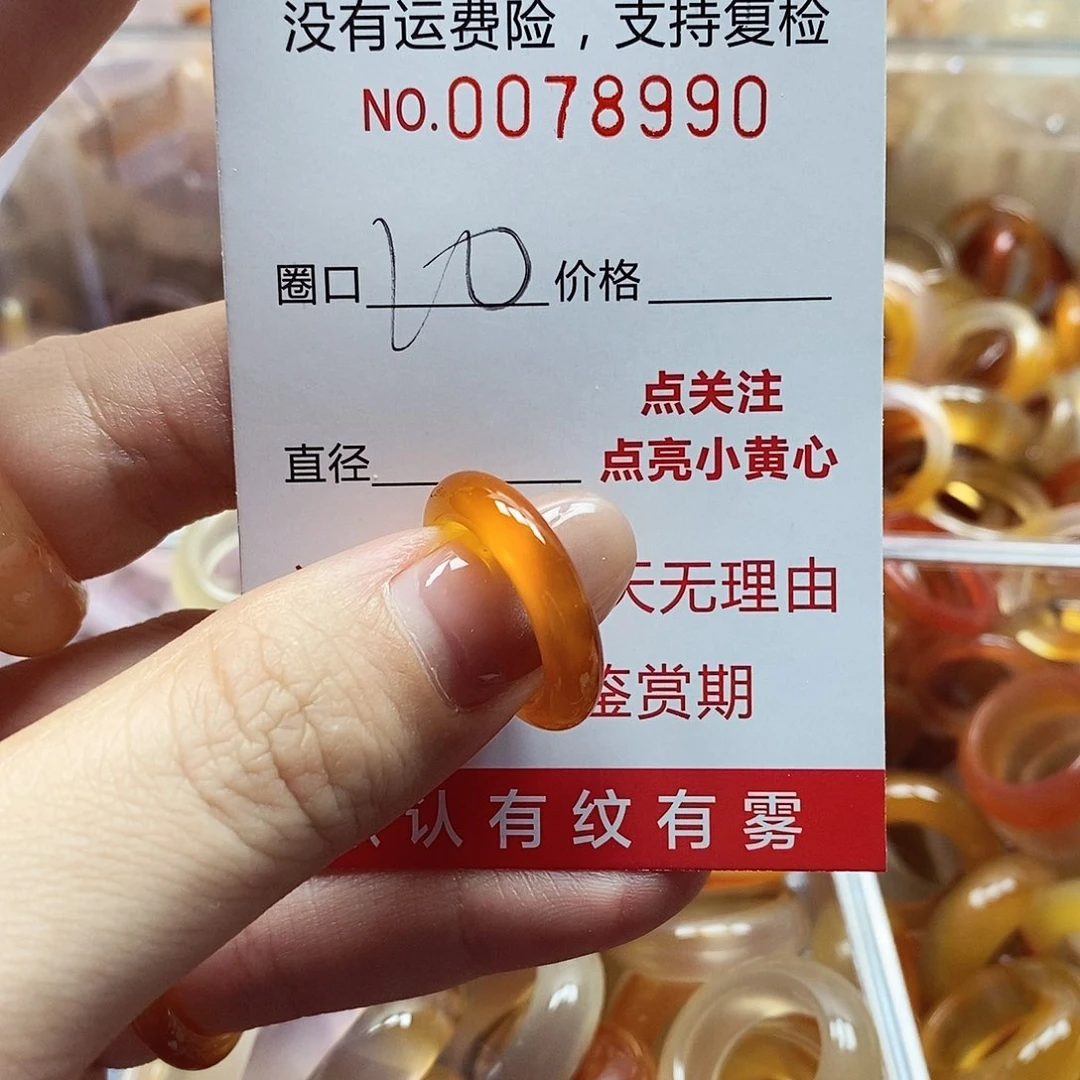 没有运费险，支持复检
NO.0078990
圈口 10 价格
点关注
直径 点亮小黄心
天无理由
鉴赏期
认有纹有雾